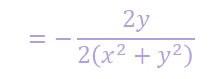 = − 2y / 2(x² + y²)